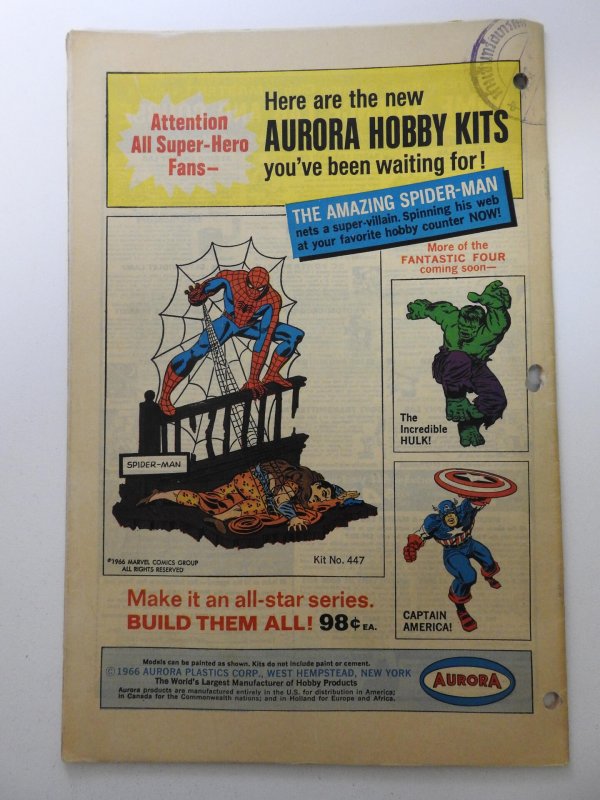 Attention
All Super-Hero
Fans—
Here are the new
AURORA HOBBY KITS
you've been waiting for!
THE AMAZING SPIDER-MAN
nets a super-villain. Spinning his web
at your favorite hobby counter NOW!
More of the
FANTASTIC FOUR
coming soon—
The
Incredible
HULK!
SPIDER-MAN
©1966 MARVEL COMICS GROUP
ALL RIGHTS RESERVED
Kit No. 447
CAPTAIN
AMERICA!
Make it an all-star series.
BUILD THEM ALL! 98¢ EA.
Models can be painted as shown. Kits do not include paint or cement.
©1966 AURORA PLASTICS CORP., WEST HEMPSTEAD, NEW YORK
The World's Largest Manufacturer of Hobby Products
Aurora products are manufactured entirely in the U.S. for distribution in America;
in Canada for the Commonwealth nations; and in Holland for Europe and Africa.
AURORA